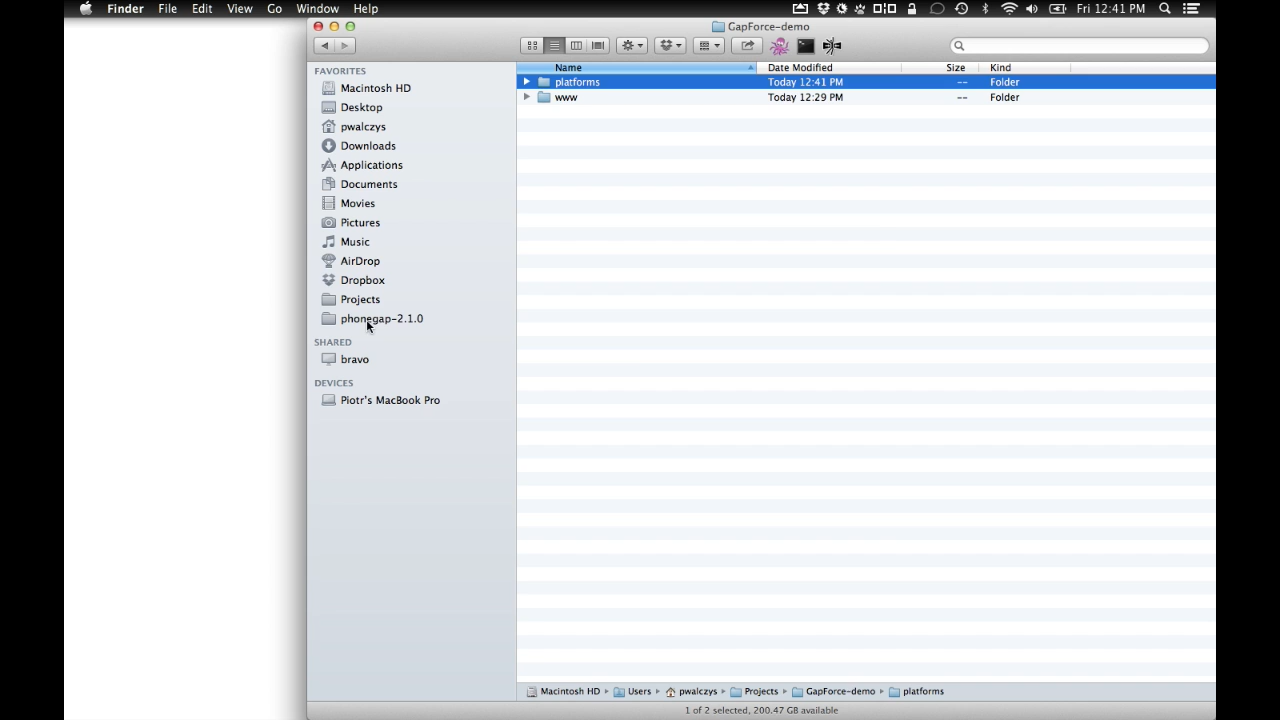 Finder File Edit View Go Window Help Fri 12:41 PM
GapForce-demo
FAVORITES
Macintosh HD
Desktop
pwalczys
Downloads
Applications
Documents
Movies
Pictures
Music
AirDrop
Dropbox
Projects
phonegap-2.1.0
SHARED
bravo
DEVICES
Piotr's MacBook Pro
Name Date Modified Size Kind
platforms Today 12:41 PM -- Folder
www Today 12:29 PM -- Folder
Macintosh HD Users pwalczys Projects GapForce-demo platforms
1 of 2 selected, 200.47 GB available